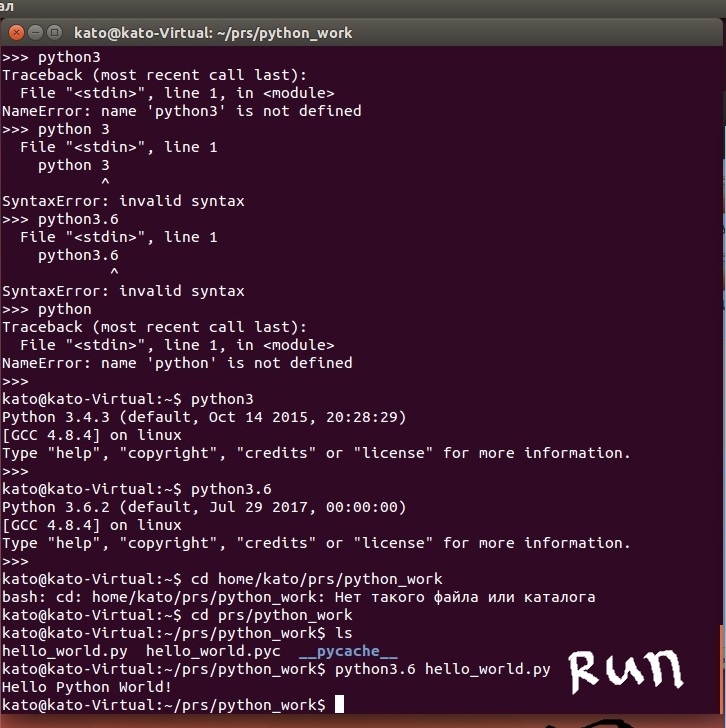 ал
kato@kato-Virtual: ~/prs/python_work
>>> python3
Traceback (most recent call last):
  File "<stdin>", line 1, in <module>
NameError: name 'python3' is not defined
>>> python 3
  File "<stdin>", line 1
    python 3
           ^
SyntaxError: invalid syntax
>>> python3.6
  File "<stdin>", line 1
    python3.6
            ^
SyntaxError: invalid syntax
>>> python
Traceback (most recent call last):
  File "<stdin>", line 1, in <module>
NameError: name 'python' is not defined
>>>
kato@kato-Virtual:~$ python3
Python 3.4.3 (default, Oct 14 2015, 20:28:29)
[GCC 4.8.4] on linux
Type "help", "copyright", "credits" or "license" for more information.
>>>
kato@kato-Virtual:~$ python3.6
Python 3.6.2 (default, Jul 29 2017, 00:00:00)
[GCC 4.8.4] on linux
Type "help", "copyright", "credits" or "license" for more information.
>>>
kato@kato-Virtual:~$ cd home/kato/prs/python_work
bash: cd: home/kato/prs/python_work: Нет такого файла или каталога
kato@kato-Virtual:~$ cd prs/python_work
kato@kato-Virtual:~/prs/python_work$ ls
hello_world.py  hello_world.pyc  __pycache__
kato@kato-Virtual:~/prs/python_work$ python3.6 hello_world.py
Run
Hello Python World!
kato@kato-Virtual:~/prs/python_work$